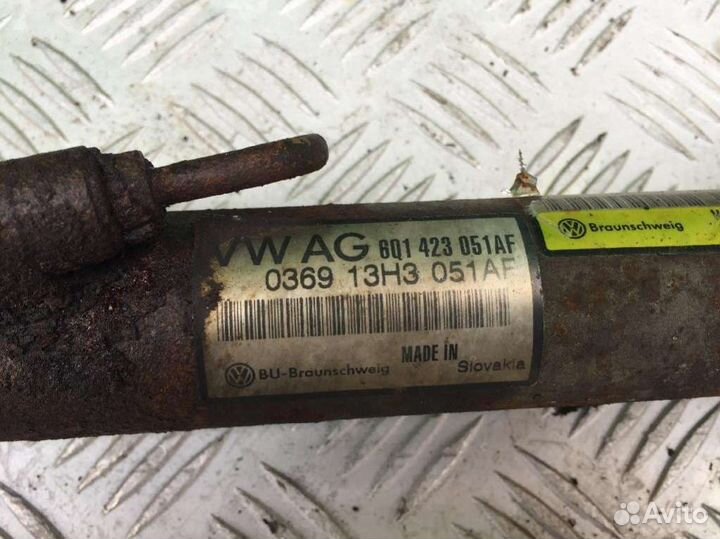 VW AG 6Q1 423 051AF
0369 13H3 051AF
BU-Braunschweig MADE IN Slovakia
Braunschweig
Avito